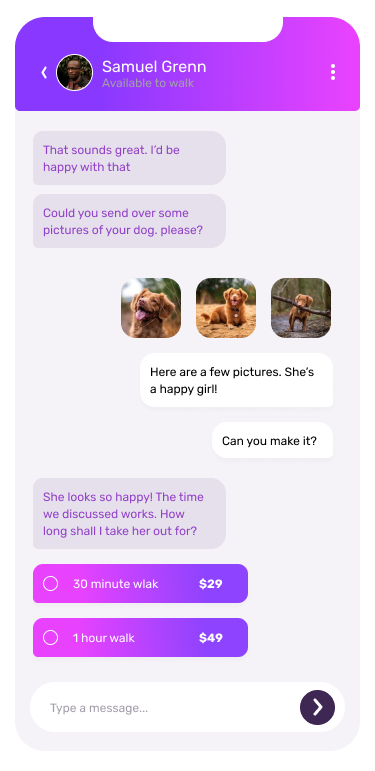 Samuel Grenn
Available to walk
That sounds great. I'd be
happy with that
Could you send over some
pictures of your dog. please?
Here are a few pictures. She's
a happy girl!
Can you make it?
She looks so happy! The time
we discussed works. How
long shall I take her out for?
30 minute wlak $29
1 hour walk $49
Type a message...